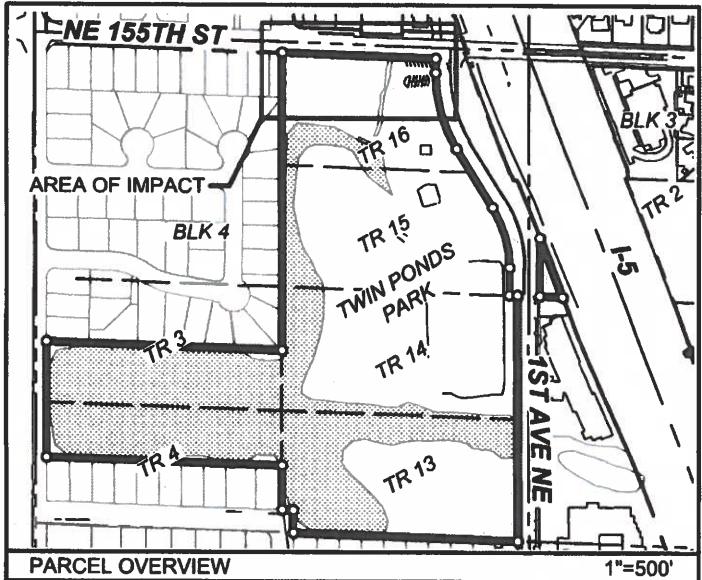 NE 155TH ST
BLK 3
TR 16
AREA OF IMPACT
TR 2
BLK 4
TR 15
I-5
TWIN PONDS
PARK
TR 3
TR 14
1ST AVE NE
TR 4
TR 13
PARCEL OVERVIEW
1"=500'